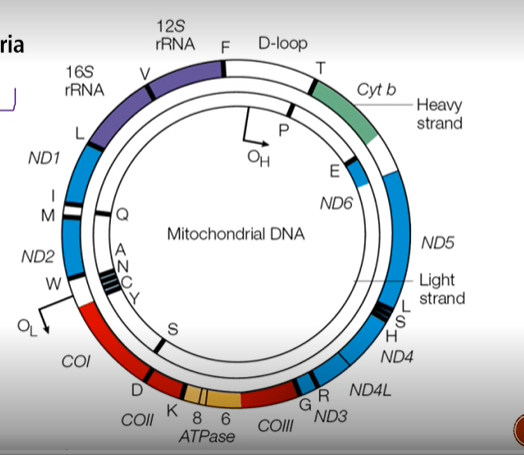 ria
12S
rRNA
F
D-loop
T
16S
rRNA
V
Cyt b
Heavy
strand
P
OH
L
ND1
E
ND6
I
M
Q
Mitochondrial DNA
ND5
ND2
A
N
C
Y
W
Light
strand
L
S
H
OL
S
ND4
COI
D
K
COII
8
6
ATPase
COIII
G
R
ND3
ND4L